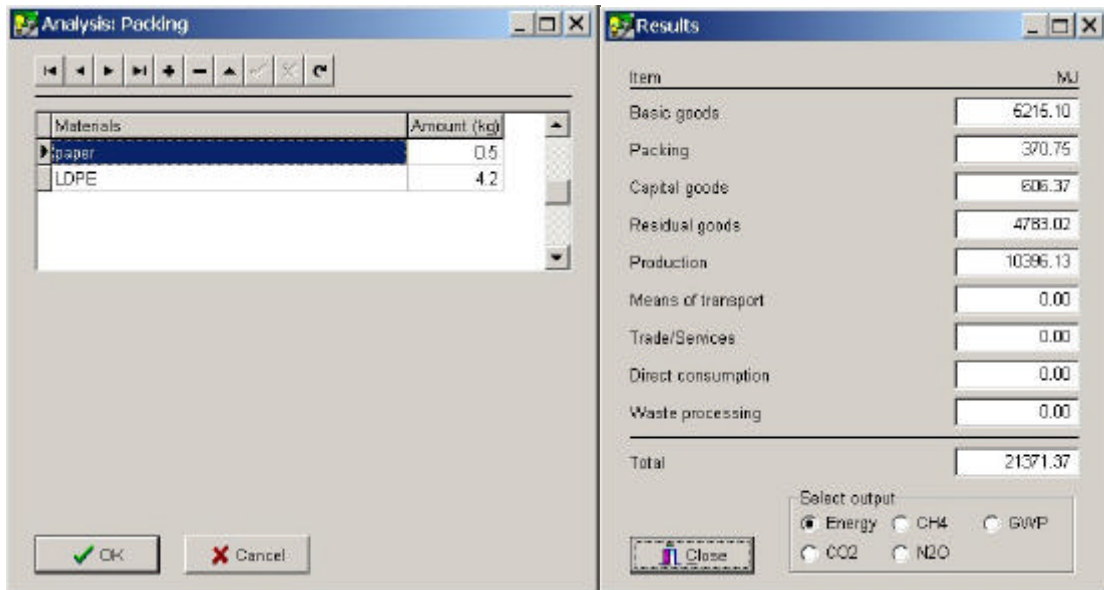 Analysis: Packing
Materials Amount (kg)
paper 0.5
LDPE 4.2
OK Cancel
Results
Item MJ
Basic goods 5215.10
Packing 370.75
Capital goods 606.37
Residual goods 4783.02
Production 10396.13
Means of transport 0.00
Trade/Services 0.00
Direct consumption 0.00
Waste processing 0.00
Total 21371.37
Select output
Energy CH4 GWP
Close CO2 N2O